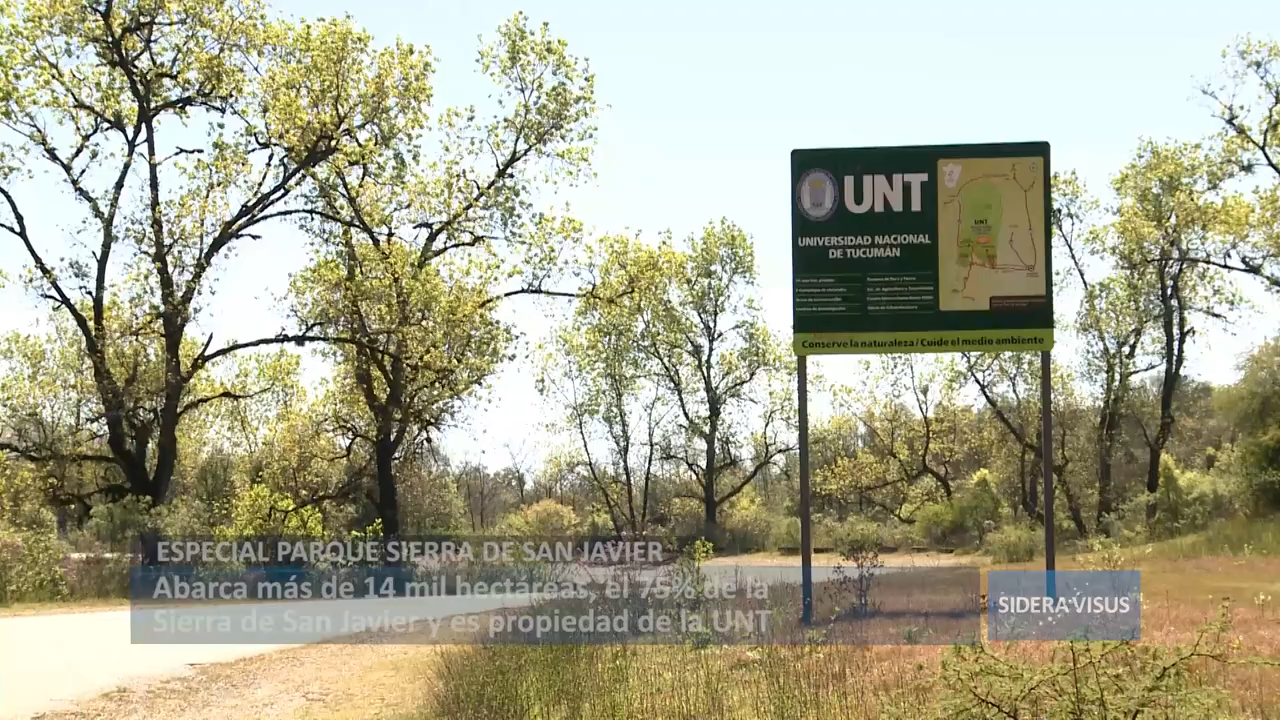 UNT
UNIVERSIDAD NACIONAL
DE TUCUMÁN
UNT
Conserve la naturaleza / Cuide el medio ambiente
ESPECIAL PARQUE SIERRA DE SAN JAVIER
Abarca más de 14 mil hectáreas, el 75% de la
Sierra de San Javier y es propiedad de la UNT
SIDERA VISUS